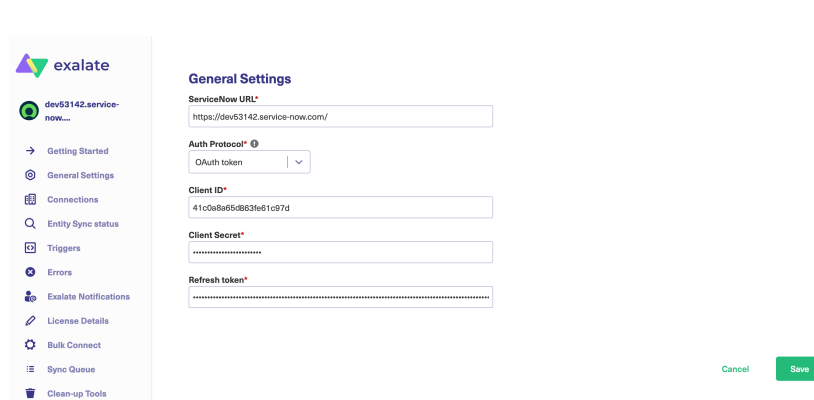 exalate
dev53142.service-
now....
Getting Started
General Settings
Connections
Entity Sync status
Triggers
Errors
Exalate Notifications
License Details
Bulk Connect
Sync Queue
Clean-up Tools
General Settings
ServiceNow URL*
https://dev53142.service-now.com/
Auth Protocol*
OAuth token
Client ID*
41c0a8a65d863fe61c97d
Client Secret*
Refresh token*
Cancel
Save